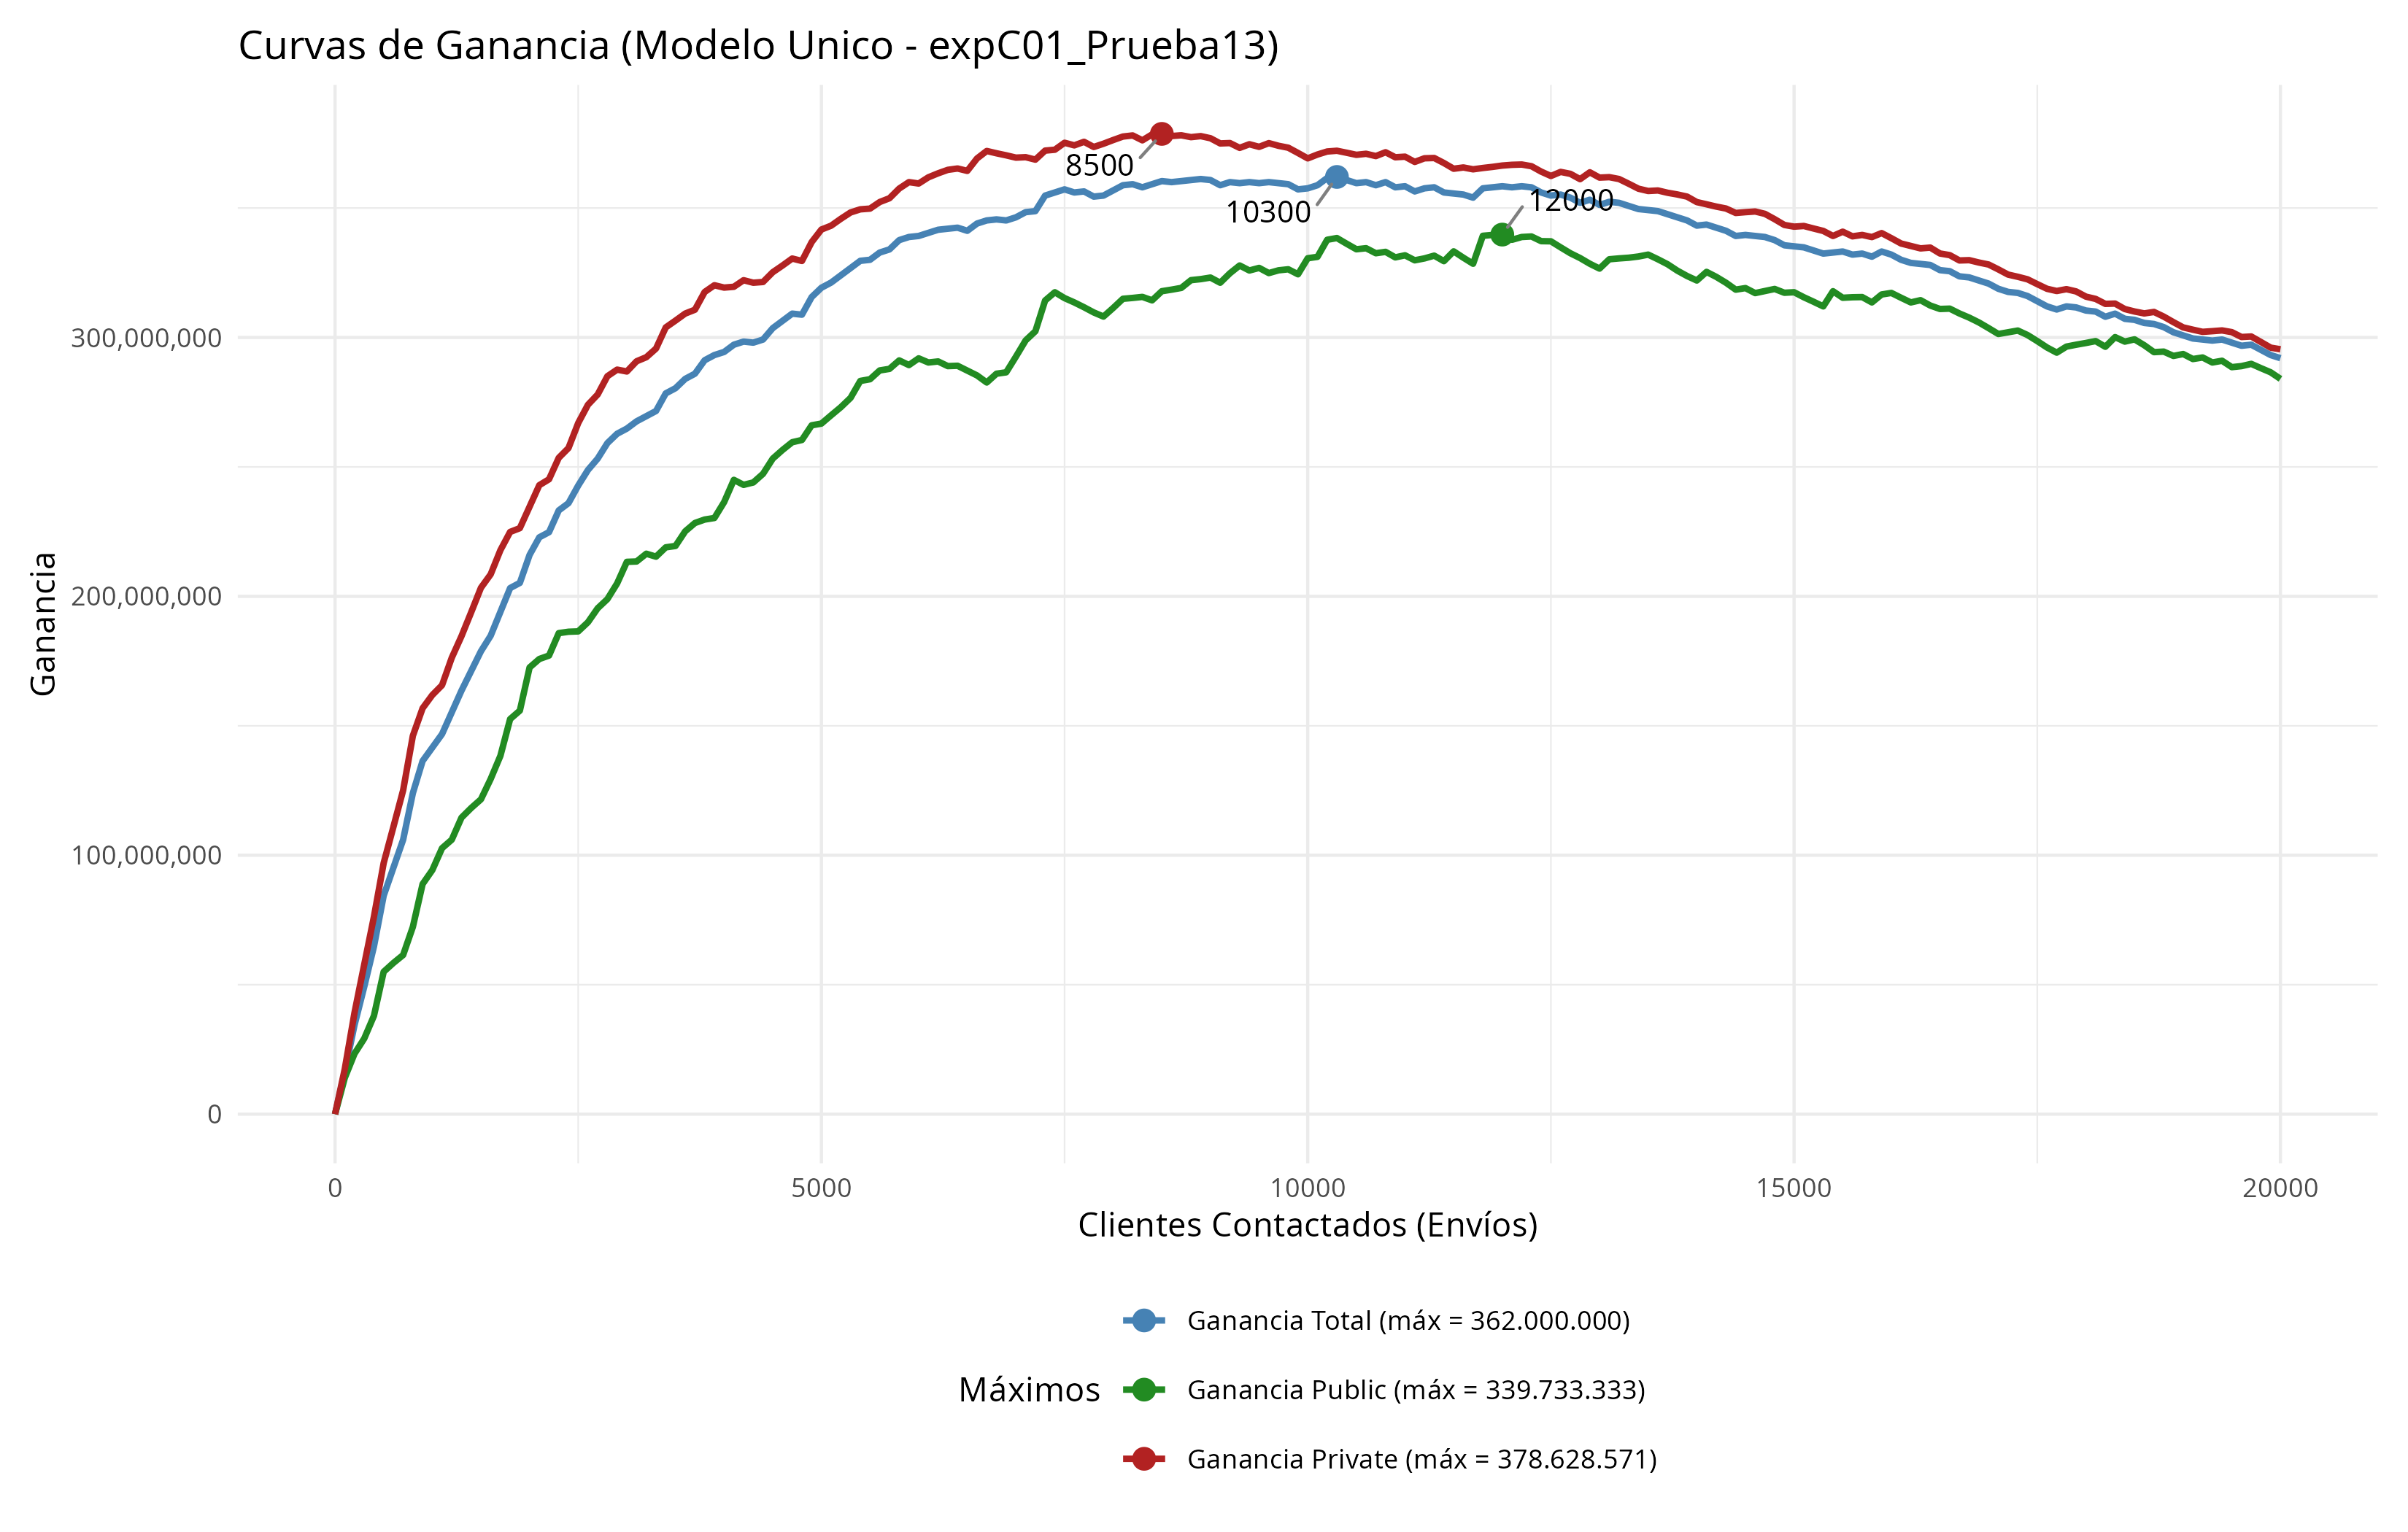 Curvas de Ganancia (Modelo Unico - expC01_Prueba13)
Ganancia
300,000,000
200,000,000
100,000,000
0
8500
10300
12000
0
5000
10000
15000
20000
Clientes Contactados (Envíos)
Máximos
Ganancia Total (máx = 362.000.000)
Ganancia Public (máx = 339.733.333)
Ganancia Private (máx = 378.628.571)